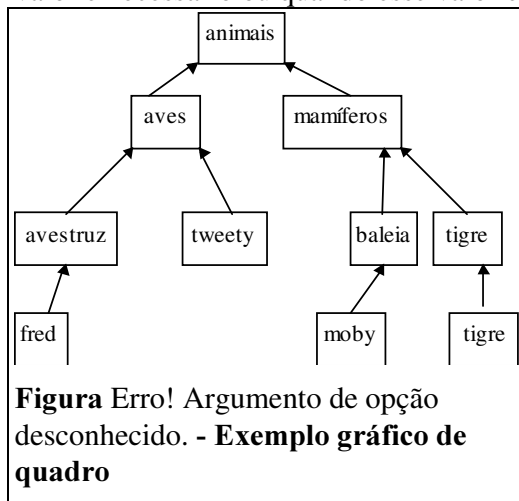 animais
aves mamíferos
avestruz tweety baleia tigre
fred moby tigre
Figura Erro! Argumento de opção
desconhecido. - Exemplo gráfico de
quadro